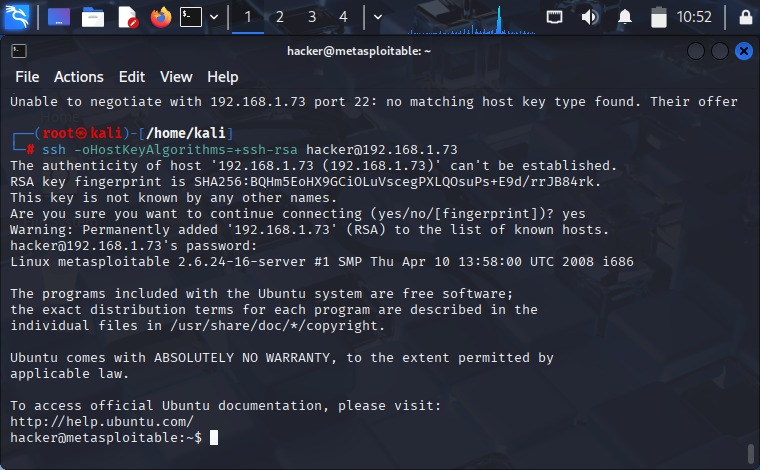 1 2 3 4 10:52
hacker@metasploitable: ~
File Actions Edit View Help
Unable to negotiate with 192.168.1.73 port 22: no matching host key type found. Their offer
(root㉿kali)-[/home/kali]
# ssh -oHostKeyAlgorithms=+ssh-rsa hacker@192.168.1.73
The authenticity of host '192.168.1.73 (192.168.1.73)' can't be established.
RSA key fingerprint is SHA256:BQHm5EoHX9GCiOLuVscegPXLQOsuPs+E9d/rrJB84rk.
This key is not known by any other names.
Are you sure you want to continue connecting (yes/no/[fingerprint])? yes
Warning: Permanently added '192.168.1.73' (RSA) to the list of known hosts.
hacker@192.168.1.73's password:
Linux metasploitable 2.6.24-16-server #1 SMP Thu Apr 10 13:58:00 UTC 2008 i686
The programs included with the Ubuntu system are free software;
the exact distribution terms for each program are described in the
individual files in /usr/share/doc/*/copyright.
Ubuntu comes with ABSOLUTELY NO WARRANTY, to the extent permitted by
applicable law.
To access official Ubuntu documentation, please visit:
http://help.ubuntu.com/
hacker@metasploitable:~$